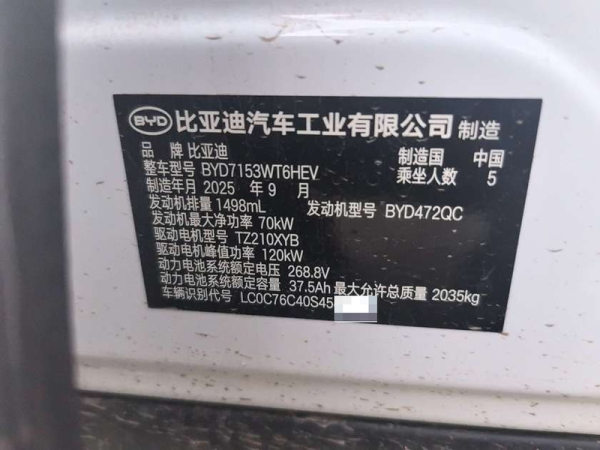 BYD 比亚迪汽车工业有限公司 制造
品 牌 比亚迪 制造国 中国
整车型号 BYD7153WT6HEV 乘坐人数 5
制造年月 2025 年 9 月
发动机排量 1498mL 发动机型号 BYD472QC
发动机最大净功率 70kW
驱动电机型号 TZ210XYB
驱动电机峰值功率 120kW
动力电池系统额定电压 268.8V
动力电池系统额定容量 37.5Ah 最大允许总质量 2035kg
车辆识别代号 LC0C76C40S45